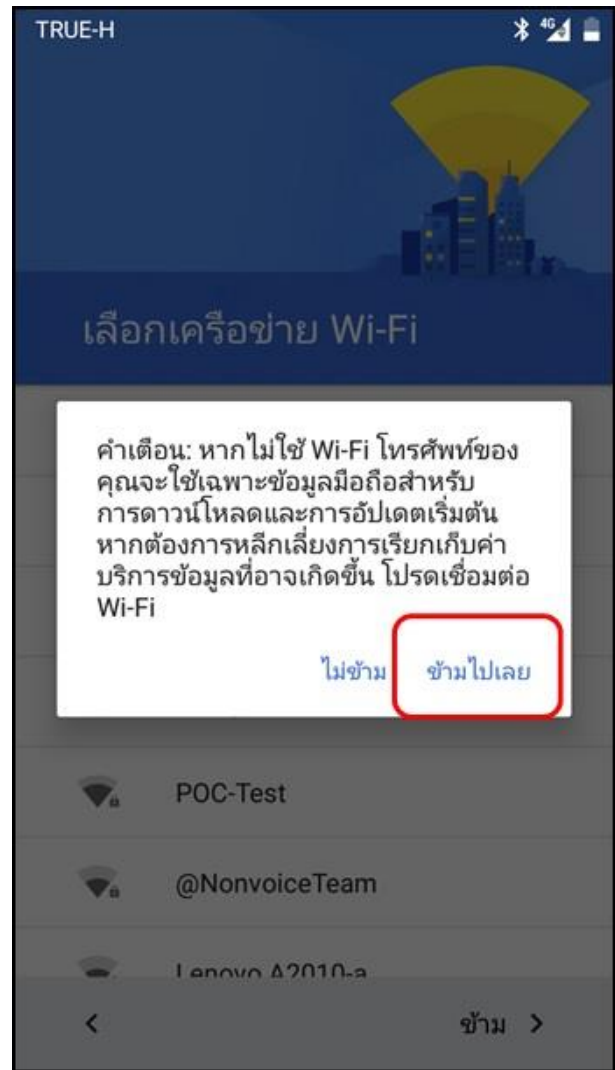 TRUE-H
4G
เลือกเครือข่าย Wi-Fi
คำเตือน: หากไม่ใช้ Wi-Fi โทรศัพท์ของ
คุณจะใช้เฉพาะข้อมูลมือถือสำหรับ
การดาวน์โหลดและการอัปเดตเริ่มต้น
หากต้องการหลีกเลี่ยงการเรียกเก็บค่า
บริการข้อมูลที่อาจเกิดขึ้น โปรดเชื่อมต่อ
Wi-Fi
ไม่ข้าม ข้ามไปเลย
POC-Test
@NonvoiceTeam
Lenovo A2010-a
ข้าม